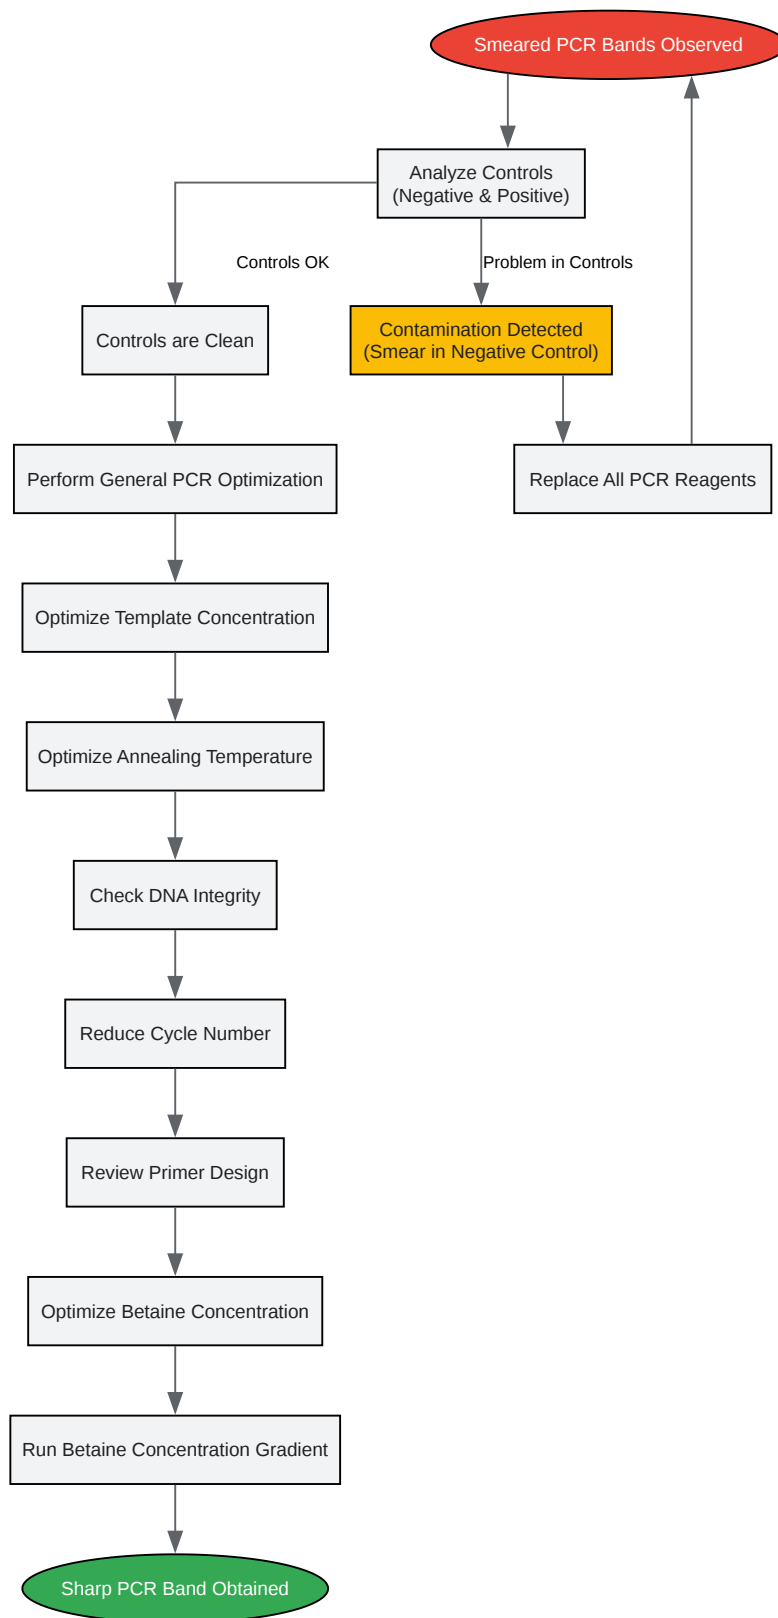 Smeared PCR Bands Observed
Analyze Controls
(Negative & Positive)
Controls OK
Problem in Controls
Controls are Clean
Contamination Detected
(Smear in Negative Control)
Perform General PCR Optimization
Replace All PCR Reagents
Optimize Template Concentration
Optimize Annealing Temperature
Check DNA Integrity
Reduce Cycle Number
Review Primer Design
Optimize Betaine Concentration
Run Betaine Concentration Gradient
Sharp PCR Band Obtained